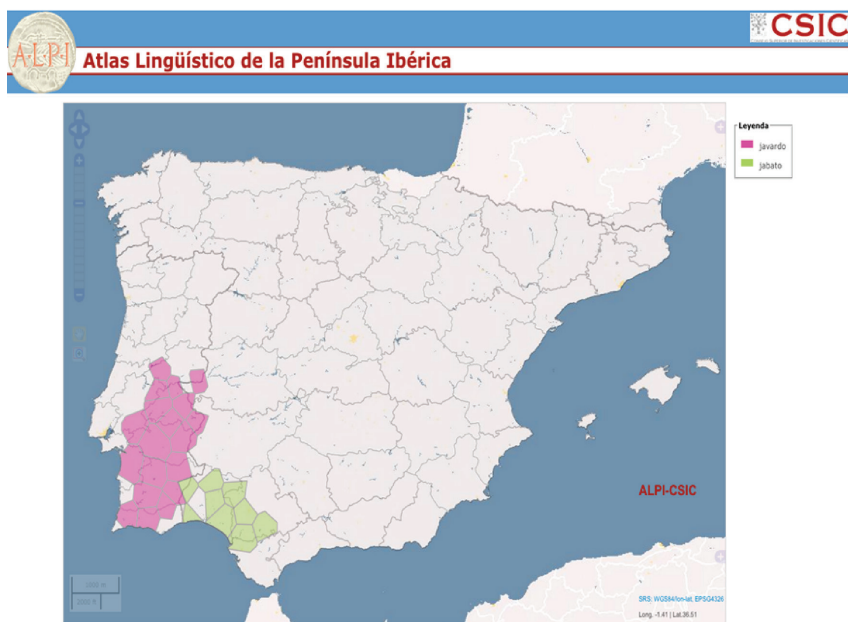 ALPI
Atlas Lingüístico de la Península Ibérica
CSIC
Leyenda
javardo
jabato
ALPI-CSIC
SRS: WGS84/lon-lat, EPSG4326
Long. -1.41 | Lat.36.51